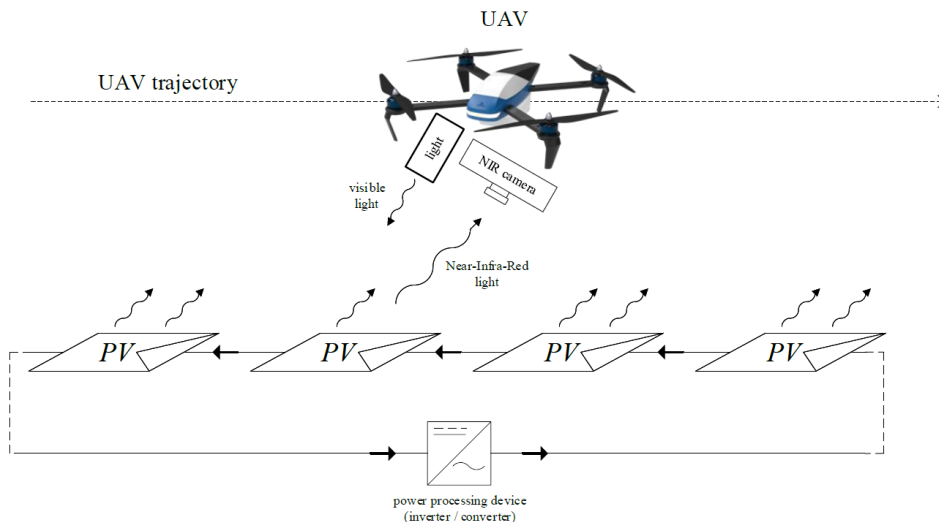 UAV
UAV trajectory
light
NIR camera
visible
light
Near-Infra-Red
light
PV
PV
PV
PV
power processing device
(inverter / converter)